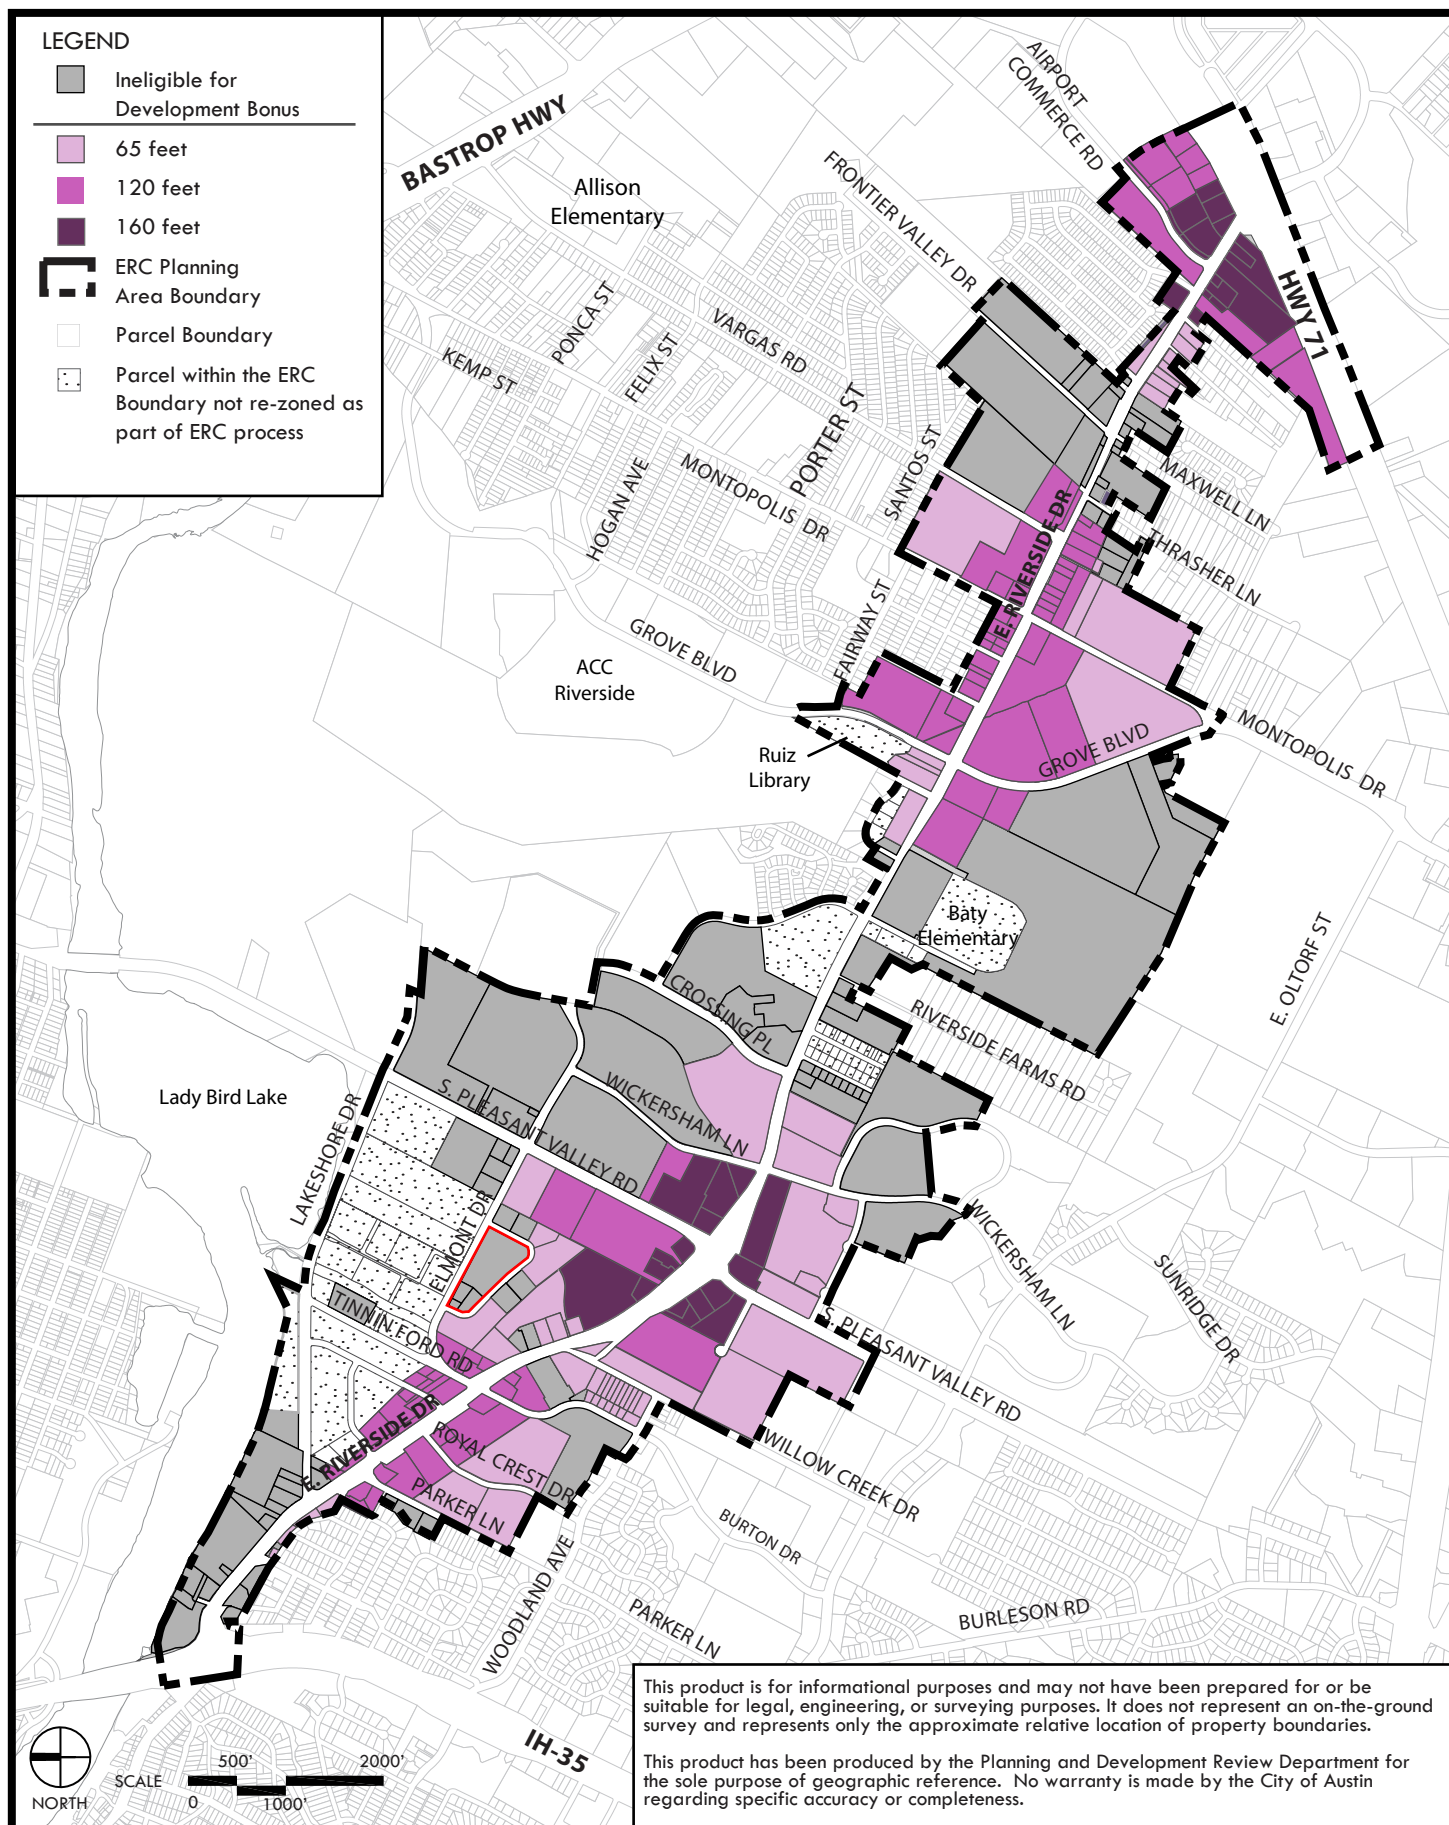 LEGEND
Ineligible for
Development Bonus
65 feet
120 feet
160 feet
ERC Planning
Area Boundary
Parcel Boundary
Parcel within the ERC
Boundary not re-zoned as
part of ERC process
BASTROP HWY
Allison
Elementary
AIRPORT
COMMERCE RD
FRONTIER VALLEY DR
HWY 71
PONCA ST
VARGAS RD
KEMP ST
FELIX ST
PORTER ST
SANTOS ST
HOGAN AVE
MONTOPOLIS DR
MAXWELL LN
THRASHER LN
E. RIVERSIDE DR
FAIRWAY ST
GROVE BLVD
ACC
Riverside
Ruiz
Library
GROVE BLVD
MONTOPOLIS DR
Baty
Elementary
E. OLTORF ST
CROSSING PL
RIVERSIDE FARMS RD
Lady Bird Lake
LAKESHORE DR
S. PLEASANT VALLEY RD
WICKERSHAM LN
ELMONT DR
WICKERSHAM LN
SUNRIDGE DR
TINNIN FORD RD
S. PLEASANT VALLEY RD
E. RIVERSIDE DR
ROYAL CREST DR
PARKER LN
WILLOW CREEK DR
BURTON DR
WOODLAND AVE
PARKER LN
BURLESON RD
IH-35
NORTH
SCALE
500'
2000'
0
1000'
This product is for informational purposes and may not have been prepared for or be
suitable for legal, engineering, or surveying purposes. It does not represent an on-the-ground
survey and represents only the approximate relative location of property boundaries.
This product has been produced by the Planning and Development Review Department for
the sole purpose of geographic reference.  No warranty is made by the City of Austin
regarding specific accuracy or completeness.